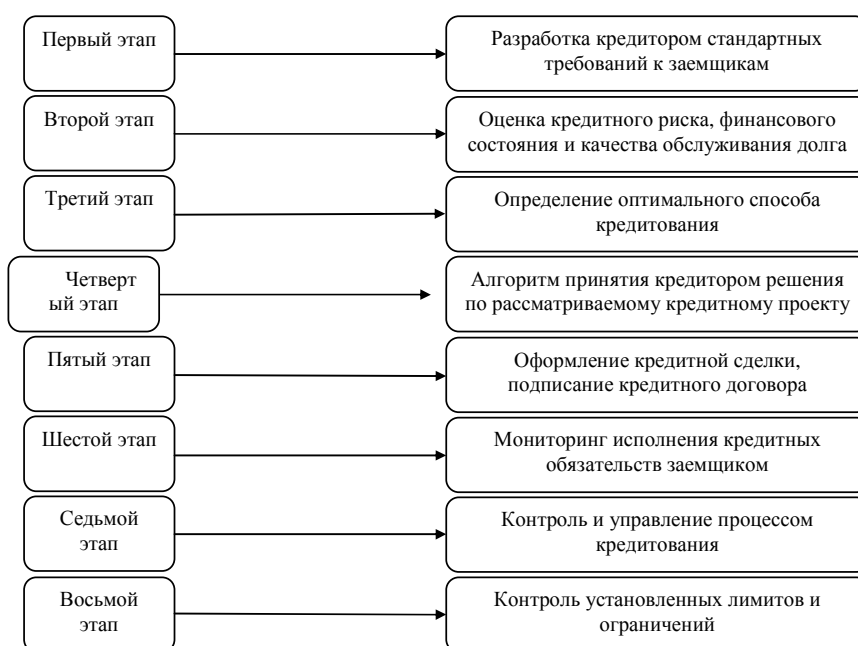 Первый этап
Разработка кредитором стандартных
требований к заемщикам
Второй этап
Оценка кредитного риска, финансового
состояния и качества обслуживания долга
Третий этап
Определение оптимального способа
кредитования
Четверт
ый этап
Алгоритм принятия кредитором решения
по рассматриваемому кредитному проекту
Пятый этап
Оформление кредитной сделки,
подписание кредитного договора
Шестой этап
Мониторинг исполнения кредитных
обязательств заемщиком
Седьмой
этап
Контроль и управление процессом
кредитования
Восьмой
этап
Контроль установленных лимитов и
ограничений